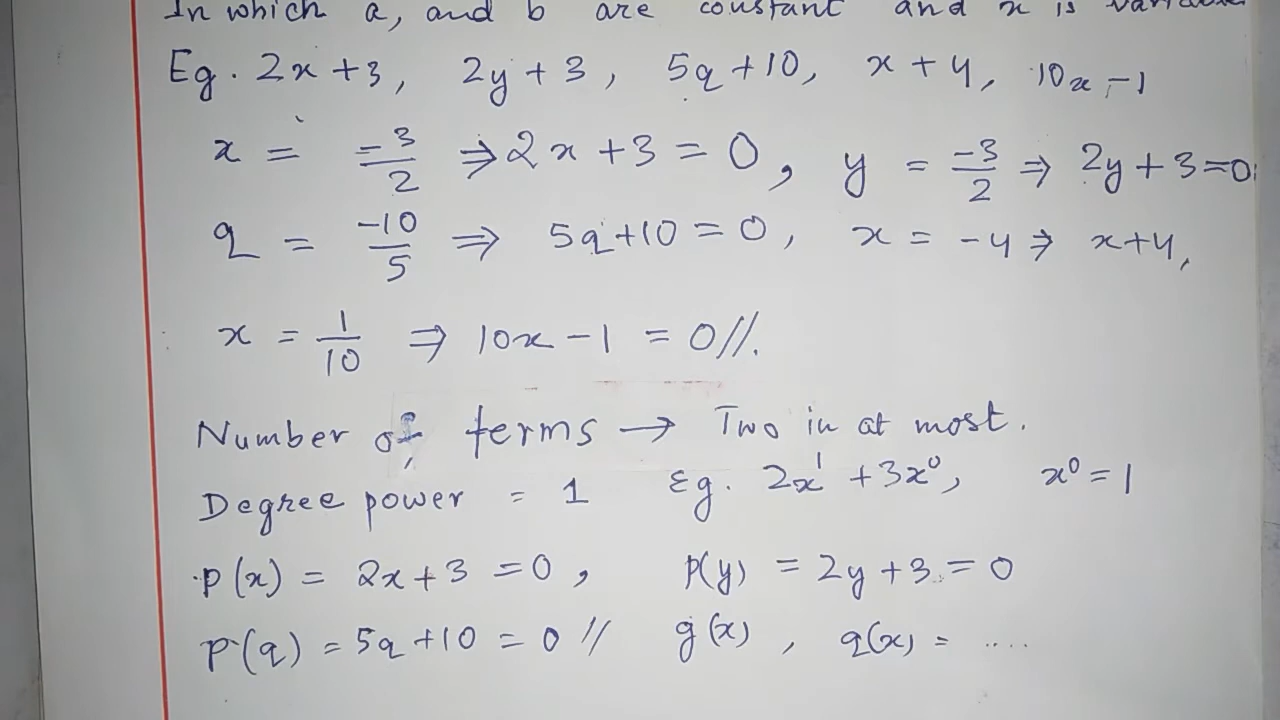 In which a, and b are constant and x is variable
Eg. 2x + 3, 2y + 3, 5q + 10, x + 4, 10x - 1
x = -3/2 ⇒ 2x + 3 = 0, y = -3/2 ⇒ 2y + 3 = 0
q = -10/5 ⇒ 5q + 10 = 0, x = -4 ⇒ x + 4,
x = 1/10 ⇒ 10x - 1 = 0//.
Number of terms → Two in at most.
Degree power = 1 Eg. 2x¹ + 3x⁰, x⁰ = 1
p(x) = 2x + 3 = 0, p(y) = 2y + 3 = 0
p(q) = 5q + 10 = 0 // g(x), q(x) = ....